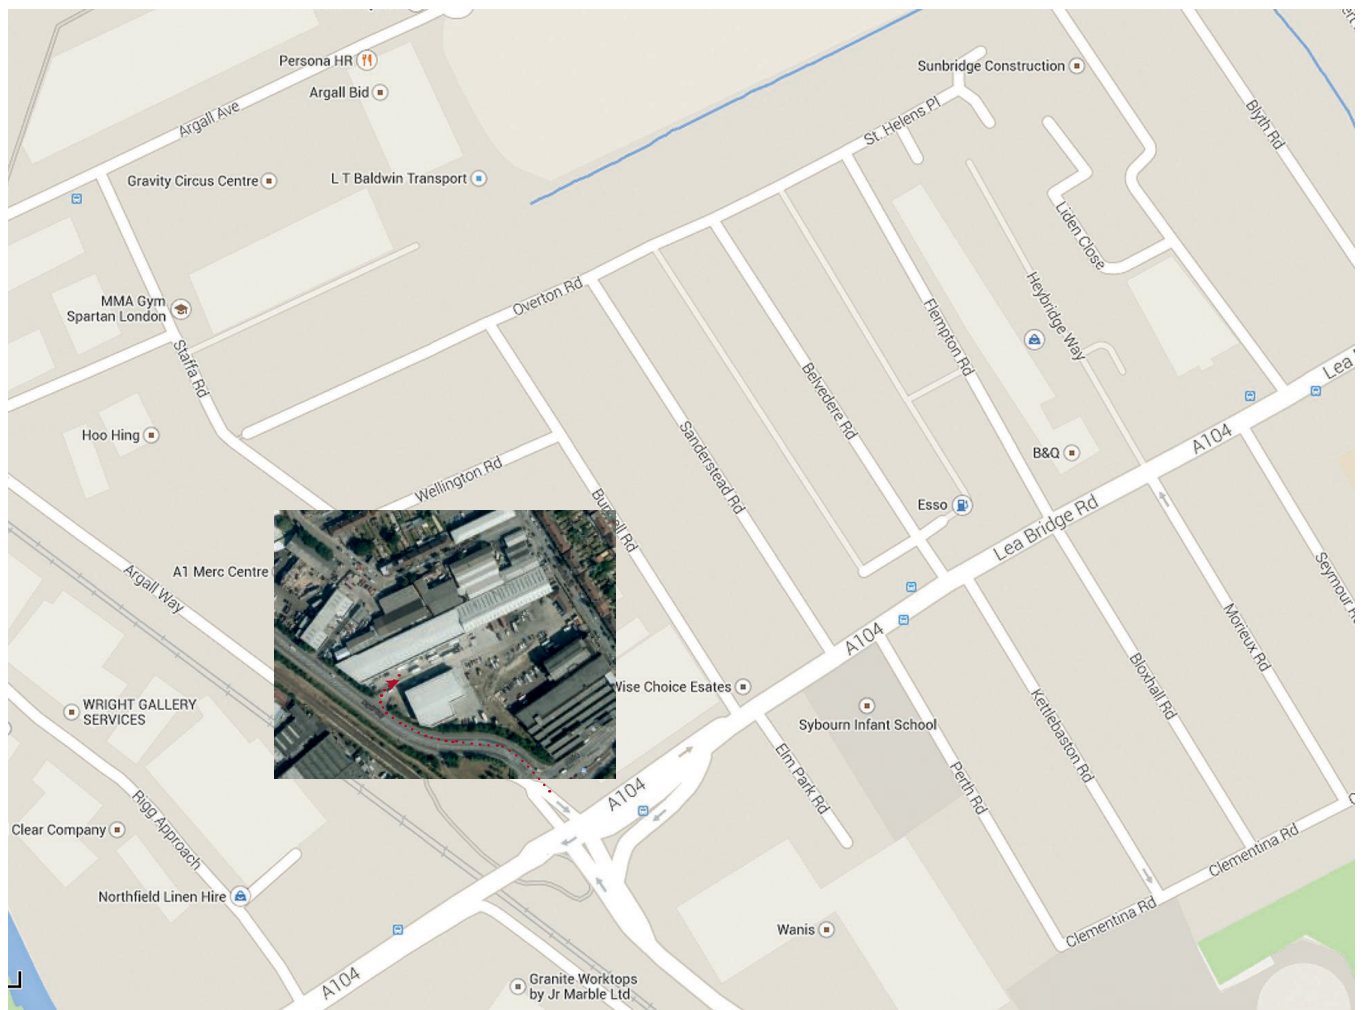 Persona HR
Argall Bid
Argall Ave
Gravity Circus Centre
L T Baldwin Transport
Sunbridge Construction
St. Helens Pl
Blyth Rd
Liden Close
MMA Gym
Spartan London
Overton Rd
Heybridge Way
Flempton Rd
Staffa Rd
Belvedere Rd
Lea
A104
Hoo Hing
Wellington Rd
Sanderstead Rd
B&Q
Esso
Lea Bridge Rd
Rd
A1 Merc Centre
Argall Way
Seymour
Morieux Rd
A104
Bloxhall Rd
Wise Choice Esates
WRIGHT GALLERY
SERVICES
Sybourn Infant School
Kettlebaston Rd
Elm Park Rd
Perth Rd
A104
Clear Company
Rigg Approach
Clementina Rd
Northfield Linen Hire
Clementina Rd
Wanis
A104
Granite Worktops
by Jr Marble Ltd